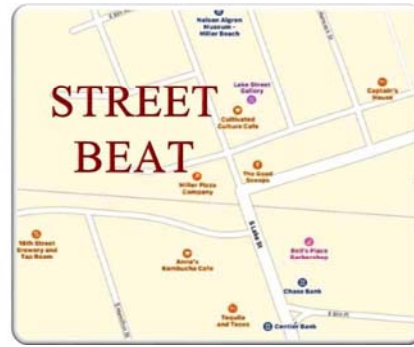 Nelson Algren
Museum -
Miller Beach
Lake Street
Gallery
Captain's
House
STREET
Cultivated
Culture Cafe
BEAT
The Good
Scoops
Miller Pizza
Company
S Lake St
18th Street
Brewery and
Tap Room
Anna's
Kombucha Cafe
Roll's Place
Barbershop
Chase Bank
Tequila
and Tacos
Centier Bank